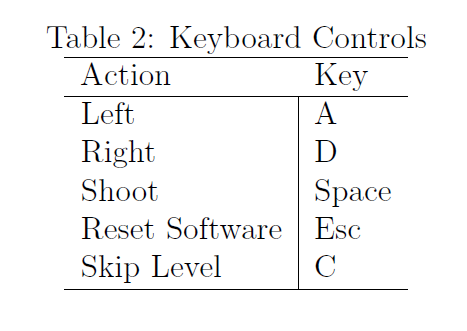 Table 2: Keyboard Controls
Action Key
Left A
Right D
Shoot Space
Reset Software Esc
Skip Level C